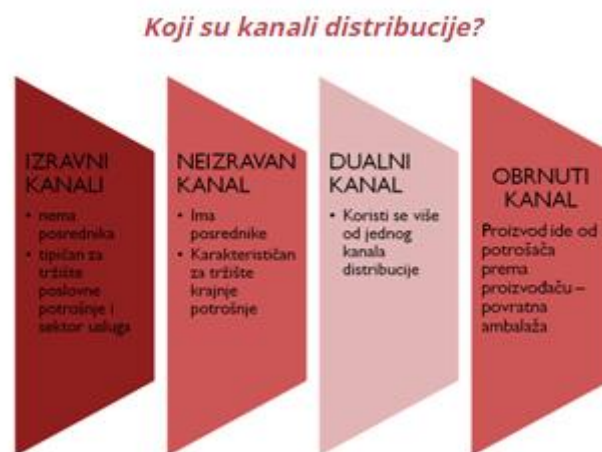 Koji su kanali distribucije?
IZRAVNI
KANALI
• nema
posrednika
• tipičan za
tržište
poslovne
potrošnje i
sektor usluga
NEIZRAVAN
KANAL
• Ima
posrednike
• Karakterističan
za tržište
krajnje
potrošnje
DUALNI
KANAL
• Koristi se više
od jednog
kanala
distribucije
OBRNUTI
KANAL
Proizvod ide od
potrošača
prema
proizvođaču –
povratna
ambalaža